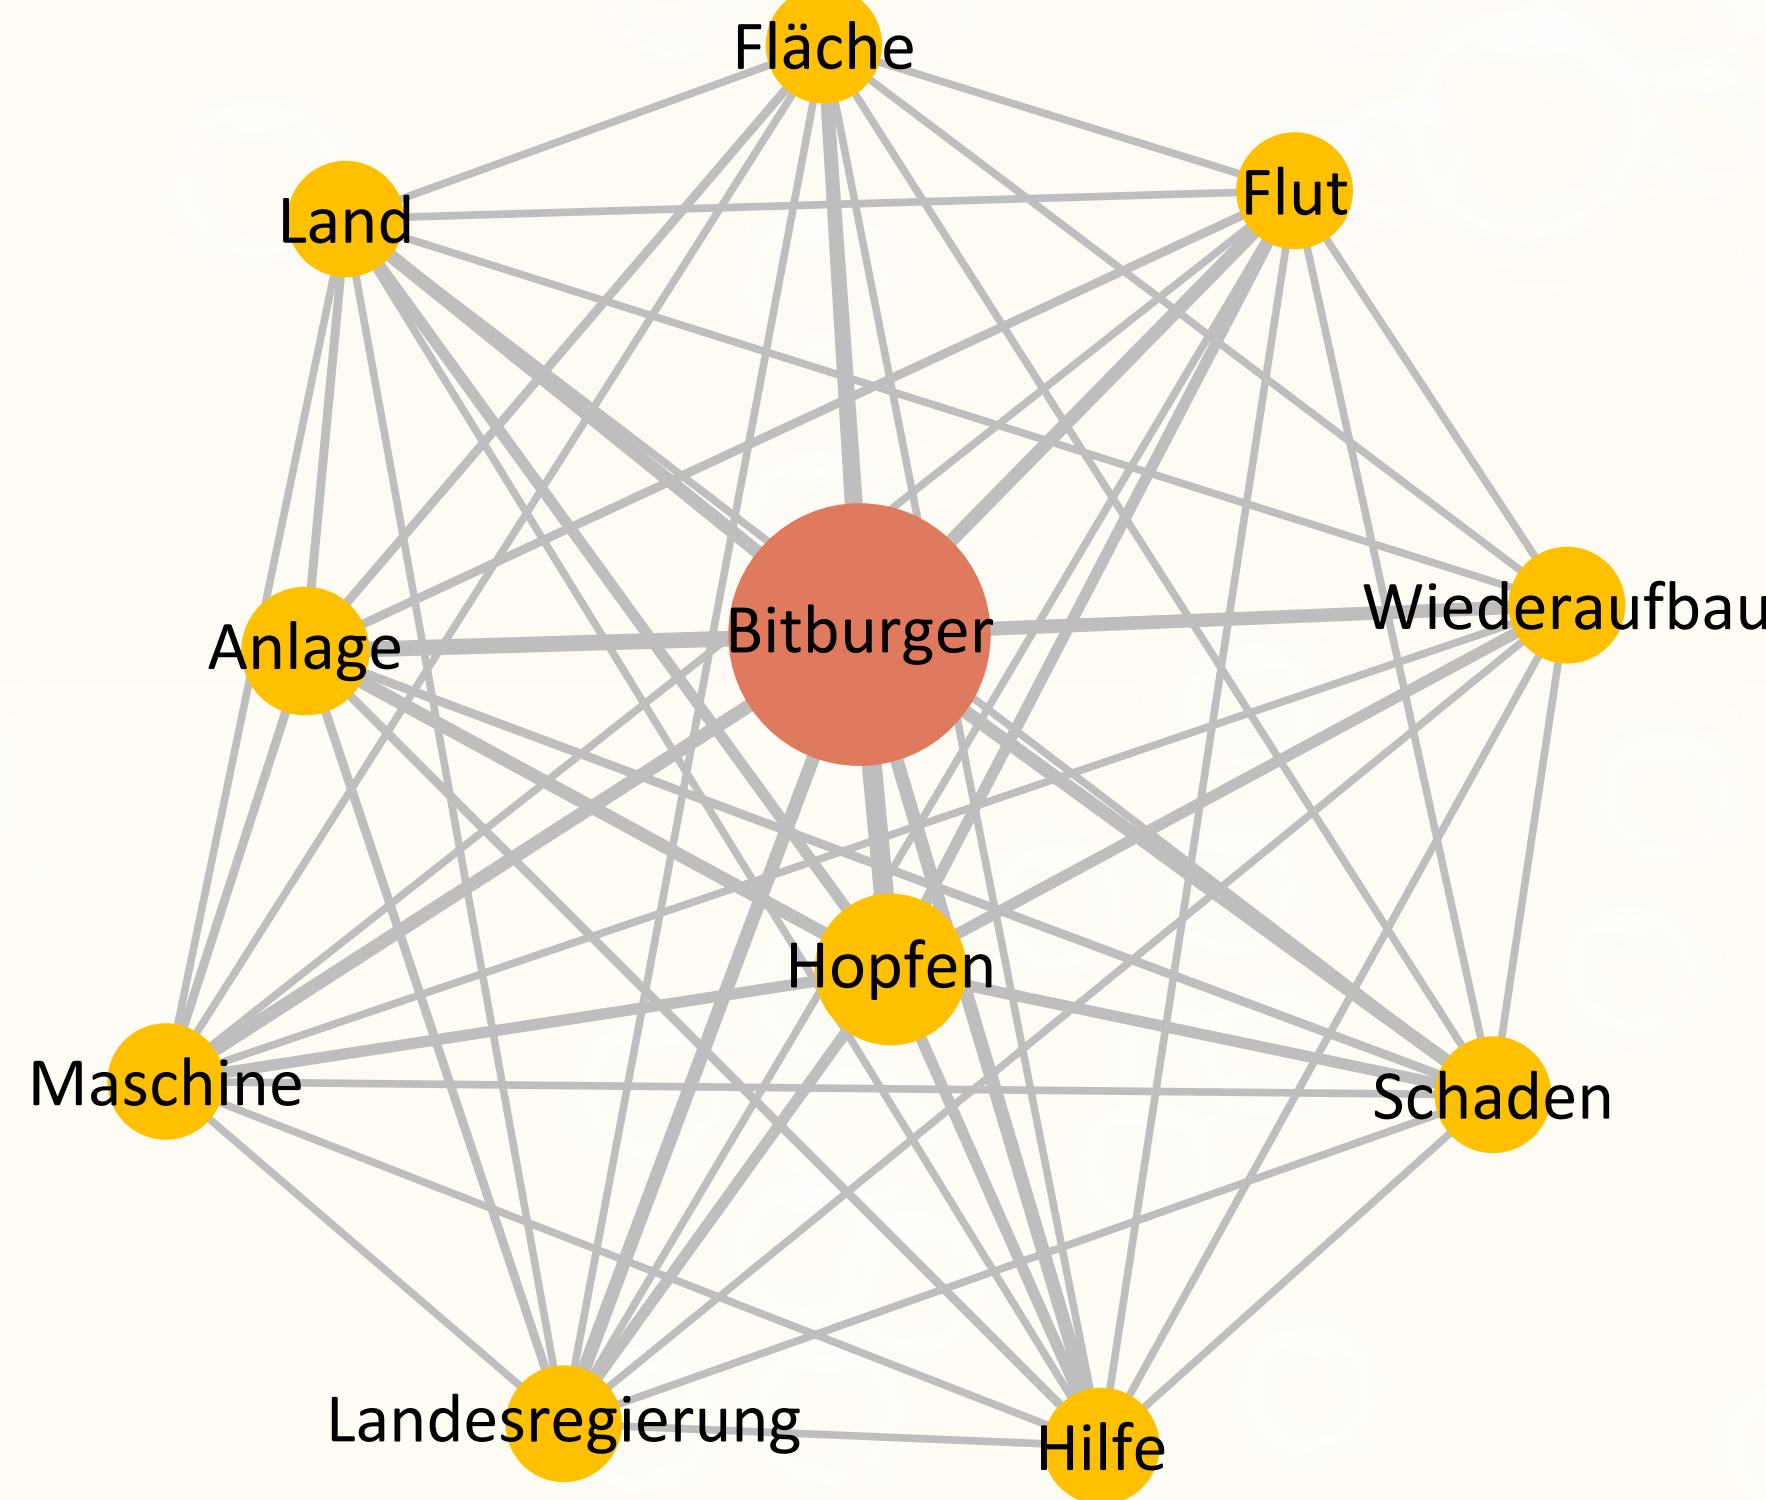 Fläche
Flut
Land
Wiederaufbau
Bitburger
Anlage
Hopfen
Maschine
Schaden
Landesregierung
Hilfe